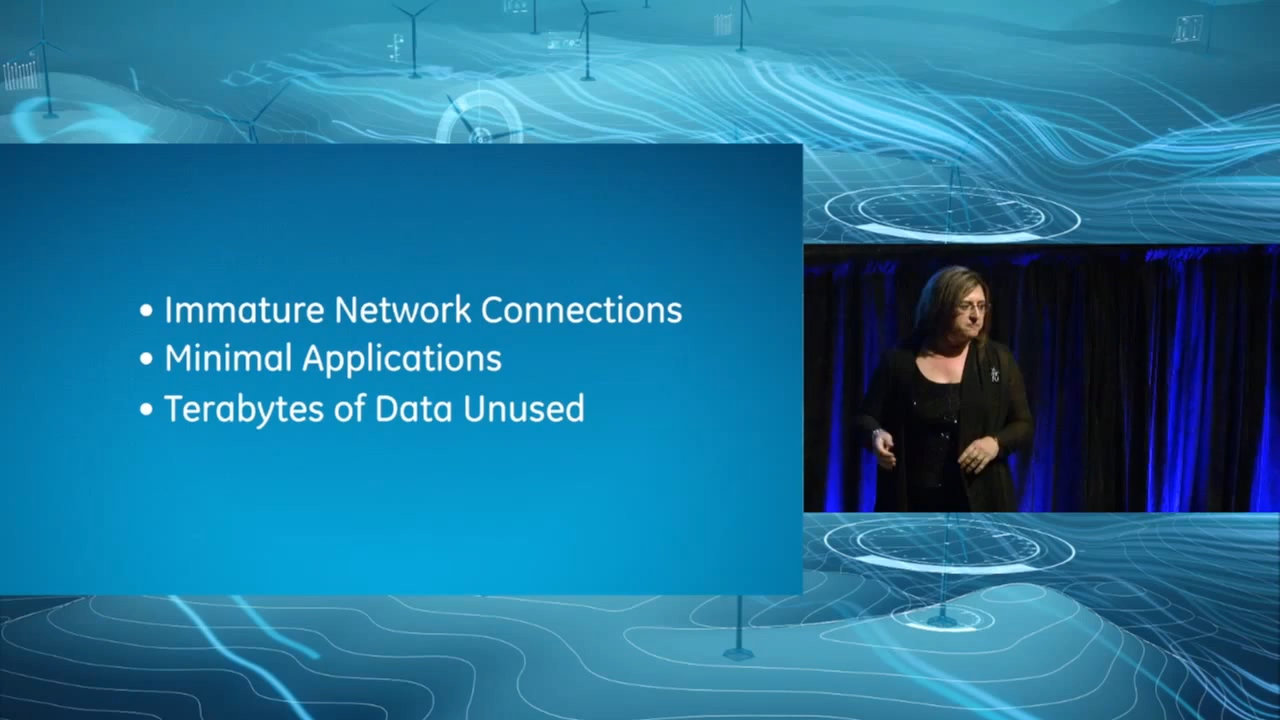 • Immature Network Connections
• Minimal Applications
• Terabytes of Data Unused